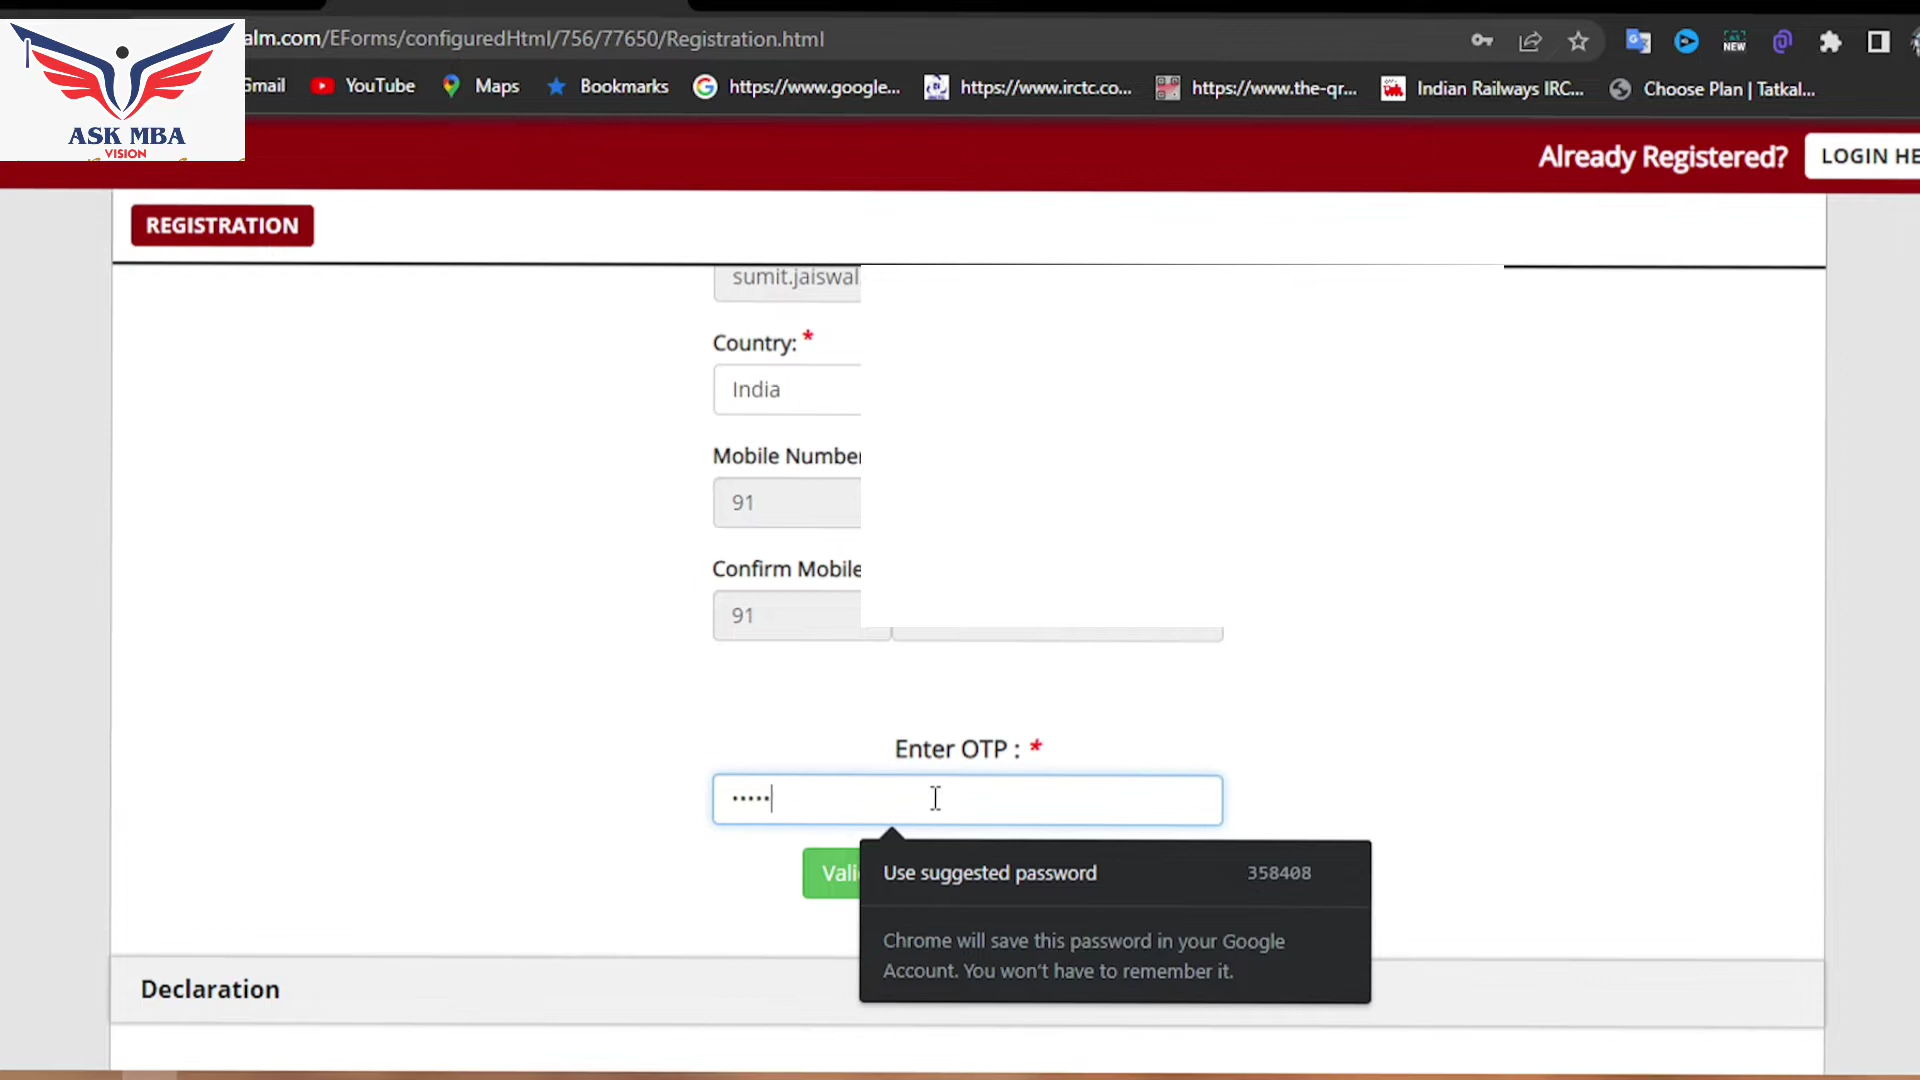 alm.com/EForms/configuredHtml/756/77650/Registration.html
NEW
Gmail YouTube Maps Bookmarks https://www.google... https://www.irctc.co... https://www.the-qr... Indian Railways IRC... Choose Plan | Tatkal...
ASK MBA
VISION
Already Registered?
LOGIN HE
REGISTRATION
sumit.jaiswal.
Country: *
India
Mobile Number
91
Confirm Mobile
91
Enter OTP : *
•••••
Vali
Use suggested password 358408
Chrome will save this password in your Google
Account. You won't have to remember it.
Declaration